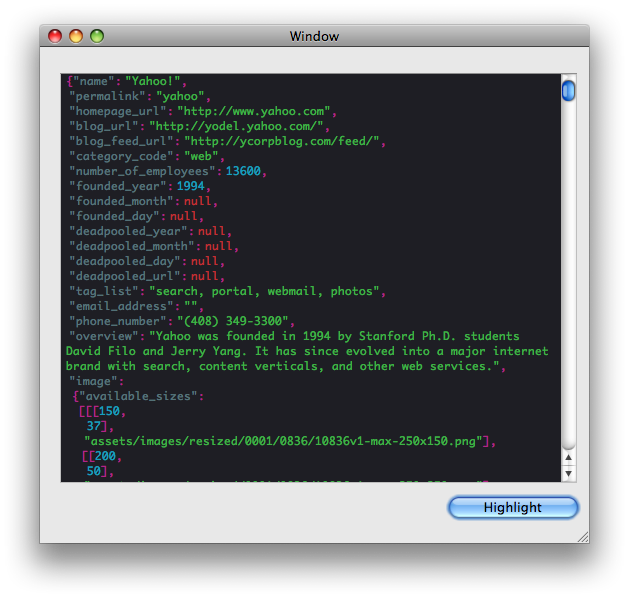 Window
{"name":"Yahoo!",
"permalink":"yahoo",
"homepage_url":"http://www.yahoo.com",
"blog_url":"http://yodel.yahoo.com/",
"blog_feed_url":"http://ycorpblog.com/feed/",
"category_code":"web",
"number_of_employees":13600,
"founded_year":1994,
"founded_month":null,
"founded_day":null,
"deadpooled_year":null,
"deadpooled_month":null,
"deadpooled_day":null,
"deadpooled_url":null,
"tag_list":"search, portal, webmail, photos",
"email_address":"",
"phone_number":"(408) 349-3300",
"overview":"Yahoo was founded in 1994 by Stanford Ph.D. students
David Filo and Jerry Yang. It has since evolved into a major internet
brand with search, content verticals, and other web services.",
"image":
{"available_sizes":
[[[150,
37],
"assets/images/resized/0001/0836/10836v1-max-250x150.png"],
[[200,
50],
Highlight